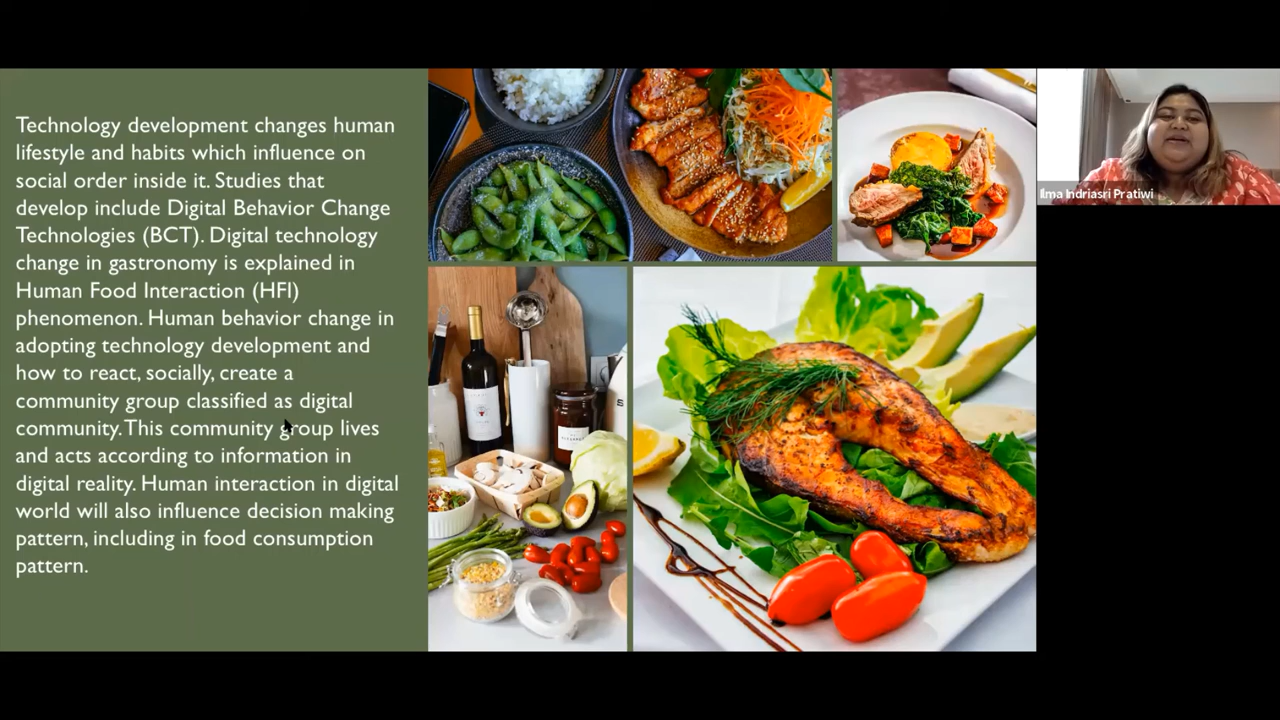 Technology development changes human
lifestyle and habits which influence on
social order inside it. Studies that
develop include Digital Behavior Change
Technologies (BCT). Digital technology
change in gastronomy is explained in
Human Food Interaction (HFI)
phenomenon. Human behavior change in
adopting technology development and
how to react, socially, create a
community group classified as digital
community. This community group lives
and acts according to information in
digital reality. Human interaction in digital
world will also influence decision making
pattern, including in food consumption
pattern.
Ilma Indriasri Pratiwi